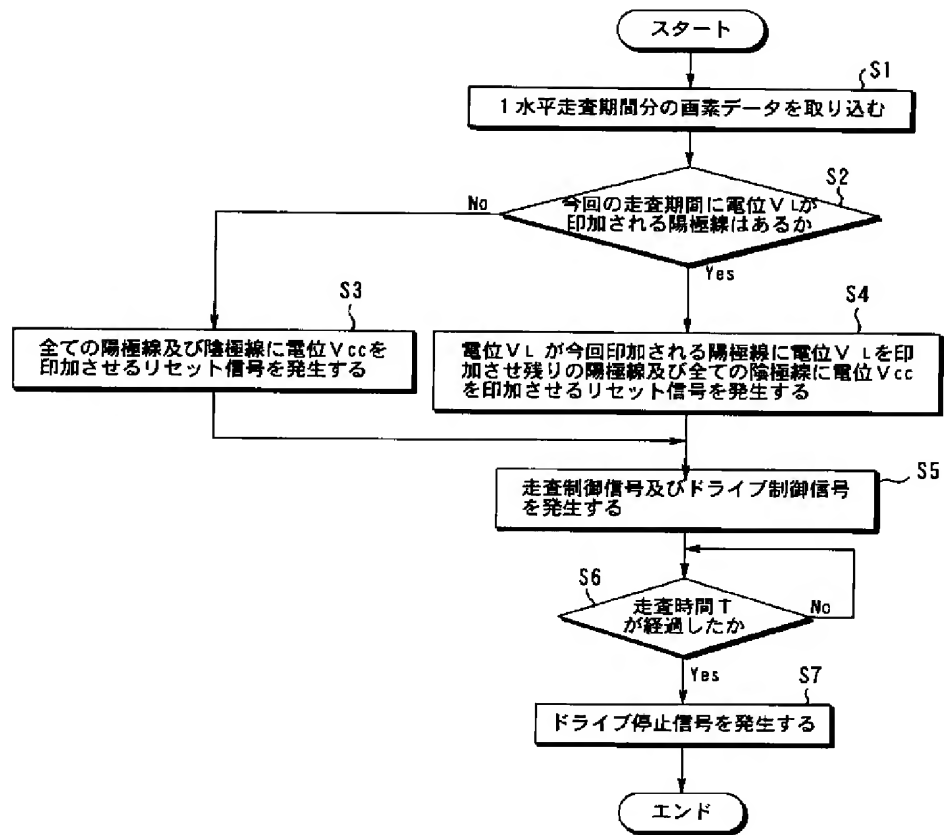 スタート
S1
1水平走査期間分の画素データを取り込む
S2
今回の走査期間に電位VLが
印加される陽極線はあるか
No
Yes
S3
全ての陽極線及び陰極線に電位Vccを
印加させるリセット信号を発生する
S4
電位VLが今回印加される陽極線に電位VLを印
加させ残りの陽極線及び全ての陰極線に電位Vcc
を印加させるリセット信号を発生する
S5
走査制御信号及びドライブ制御信号
を発生する
S6
走査時間T
が経過したか
No
Yes
S7
ドライブ停止信号を発生する
エンド